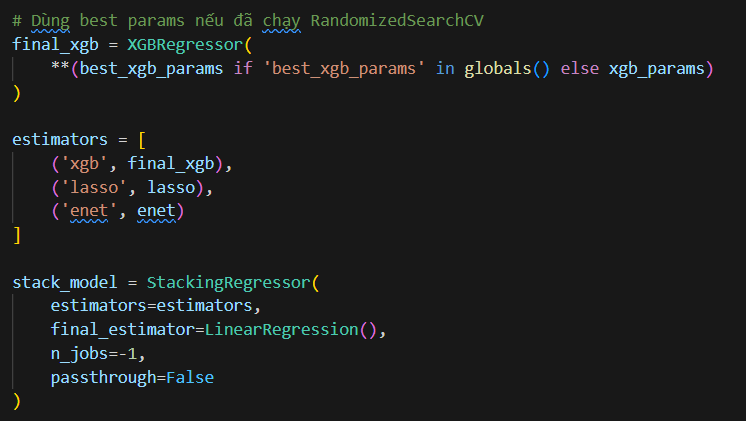 # Dùng best params nếu đã chạy RandomizedSearchCV
final_xgb = XGBRegressor(
    **(best_xgb_params if 'best_xgb_params' in globals() else xgb_params)
)
estimators = [
    ('xgb', final_xgb),
    ('lasso', lasso),
    ('enet', enet)
]
stack_model = StackingRegressor(
    estimators=estimators,
    final_estimator=LinearRegression(),
    n_jobs=-1,
    passthrough=False
)